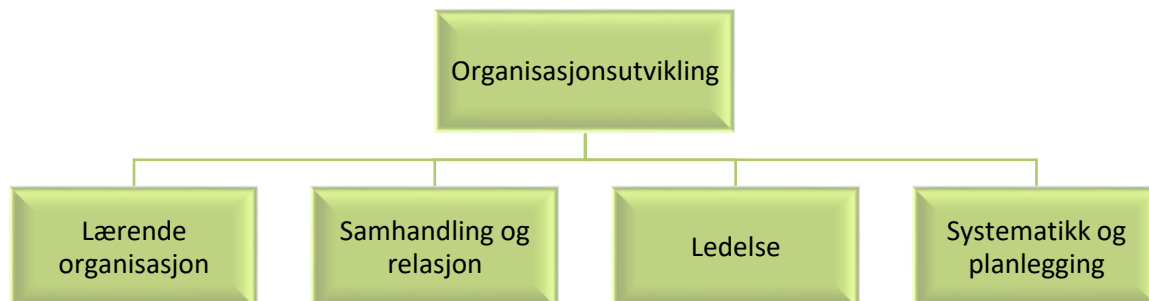 Organisasjonsutvikling
Lærende
organisasjon
Samhandling og
relasjon
Ledelse
Systematikk og
planlegging